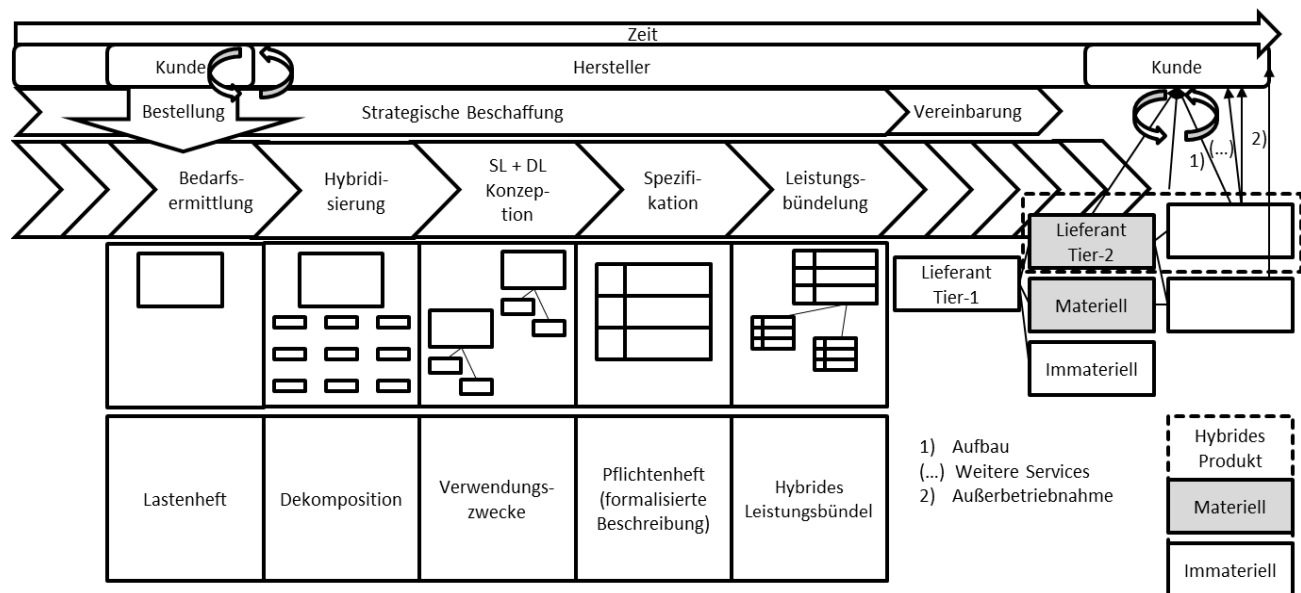 Zeit
Kunde
Hersteller
Kunde
Bestellung
Strategische Beschaffung
Vereinbarung
1)
(...)
2)
Bedarfs-
ermittlung
Hybridi-
sierung
SL + DL
Konzep-
tion
Spezifi-
kation
Leistungs-
bündelung
Lieferant
Tier-1
Lieferant
Tier-2
Materiell
Immateriell
Lastenheft
Dekomposition
Verwendungs-
zwecke
Pflichtenheft
(formalisierte
Beschreibung)
Hybrides
Leistungsbündel
1) Aufbau
(...) Weitere Services
2) Außerbetriebnahme
Hybrides
Produkt
Materiell
Immateriell